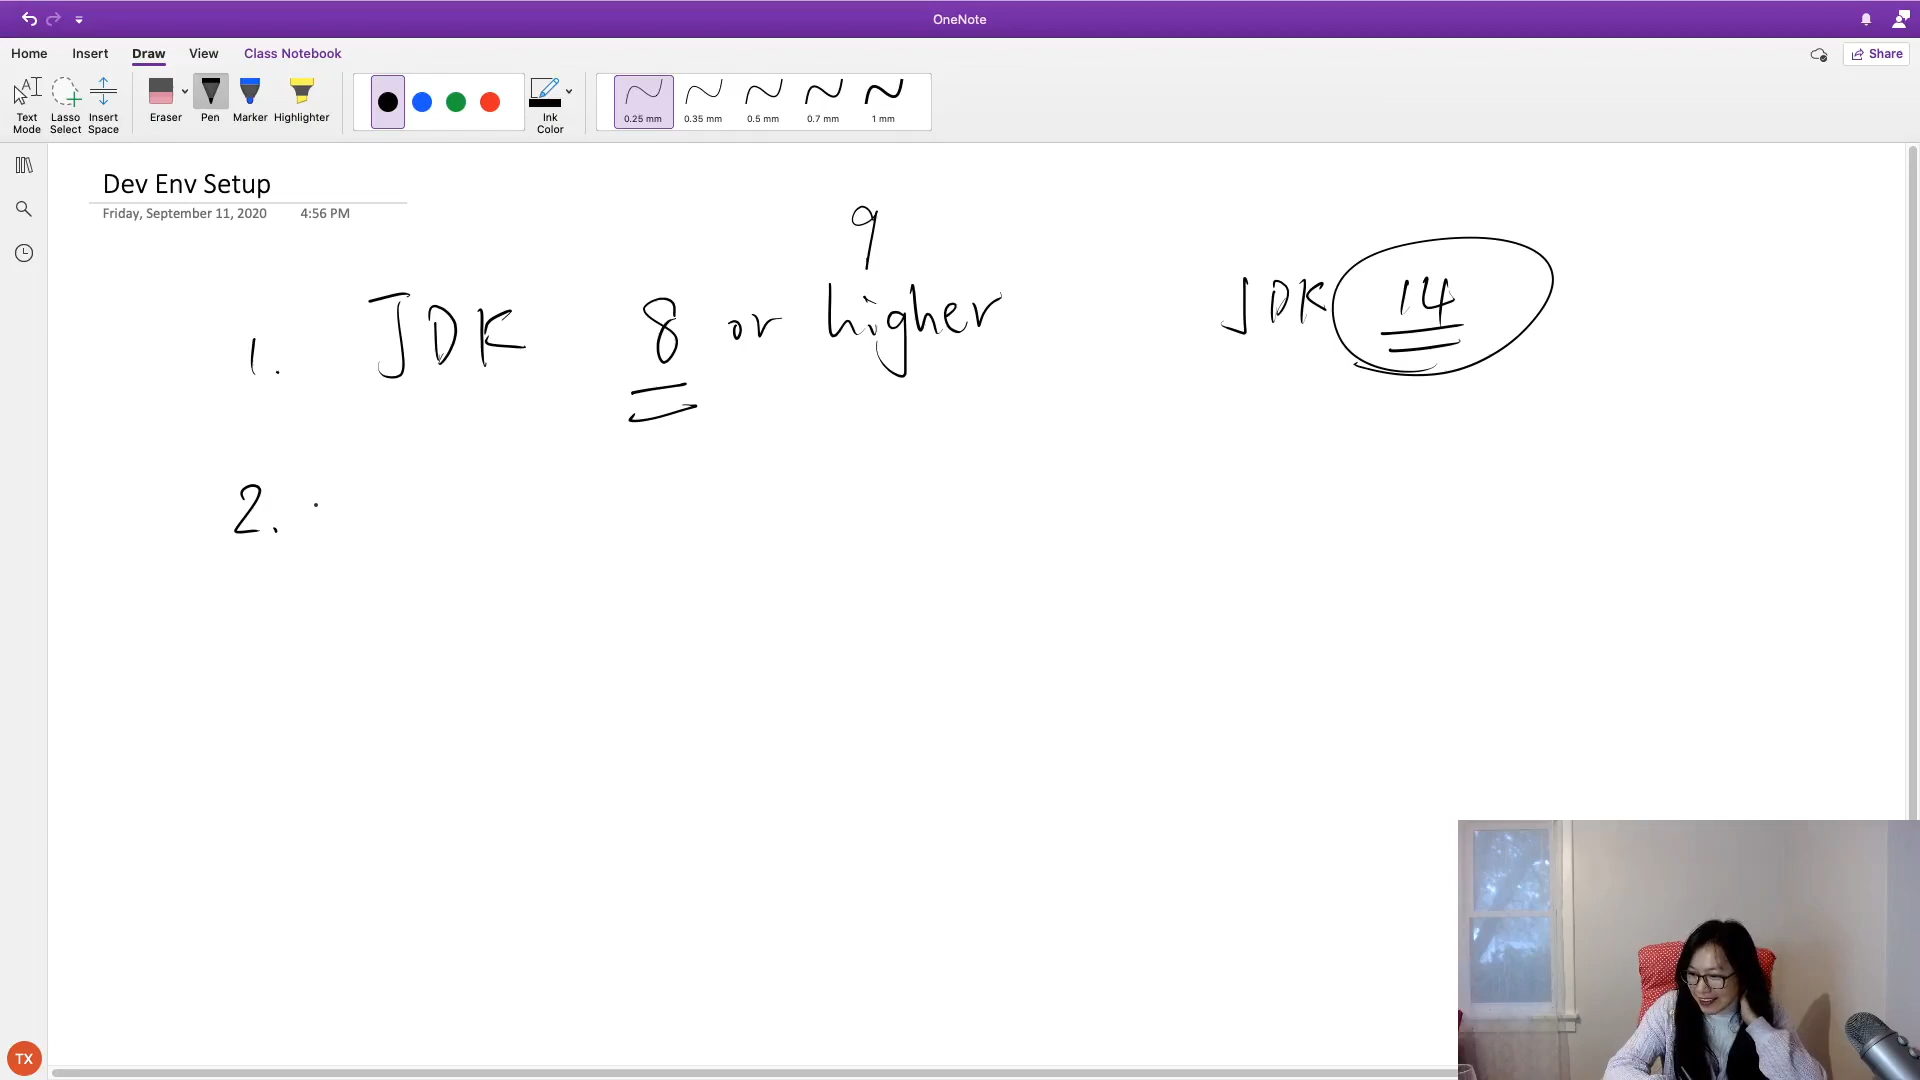 OneNote
Home Insert Draw View Class Notebook
Share
Text Mode
Lasso Select
Insert Space
Eraser
Pen
Marker
Highlighter
Ink Color
0.25 mm
0.35 mm
0.5 mm
0.7 mm
1 mm
Dev Env Setup
Friday, September 11, 2020 4:56 PM
9
1. JDK 8 or higher JDK 14
2.
TX